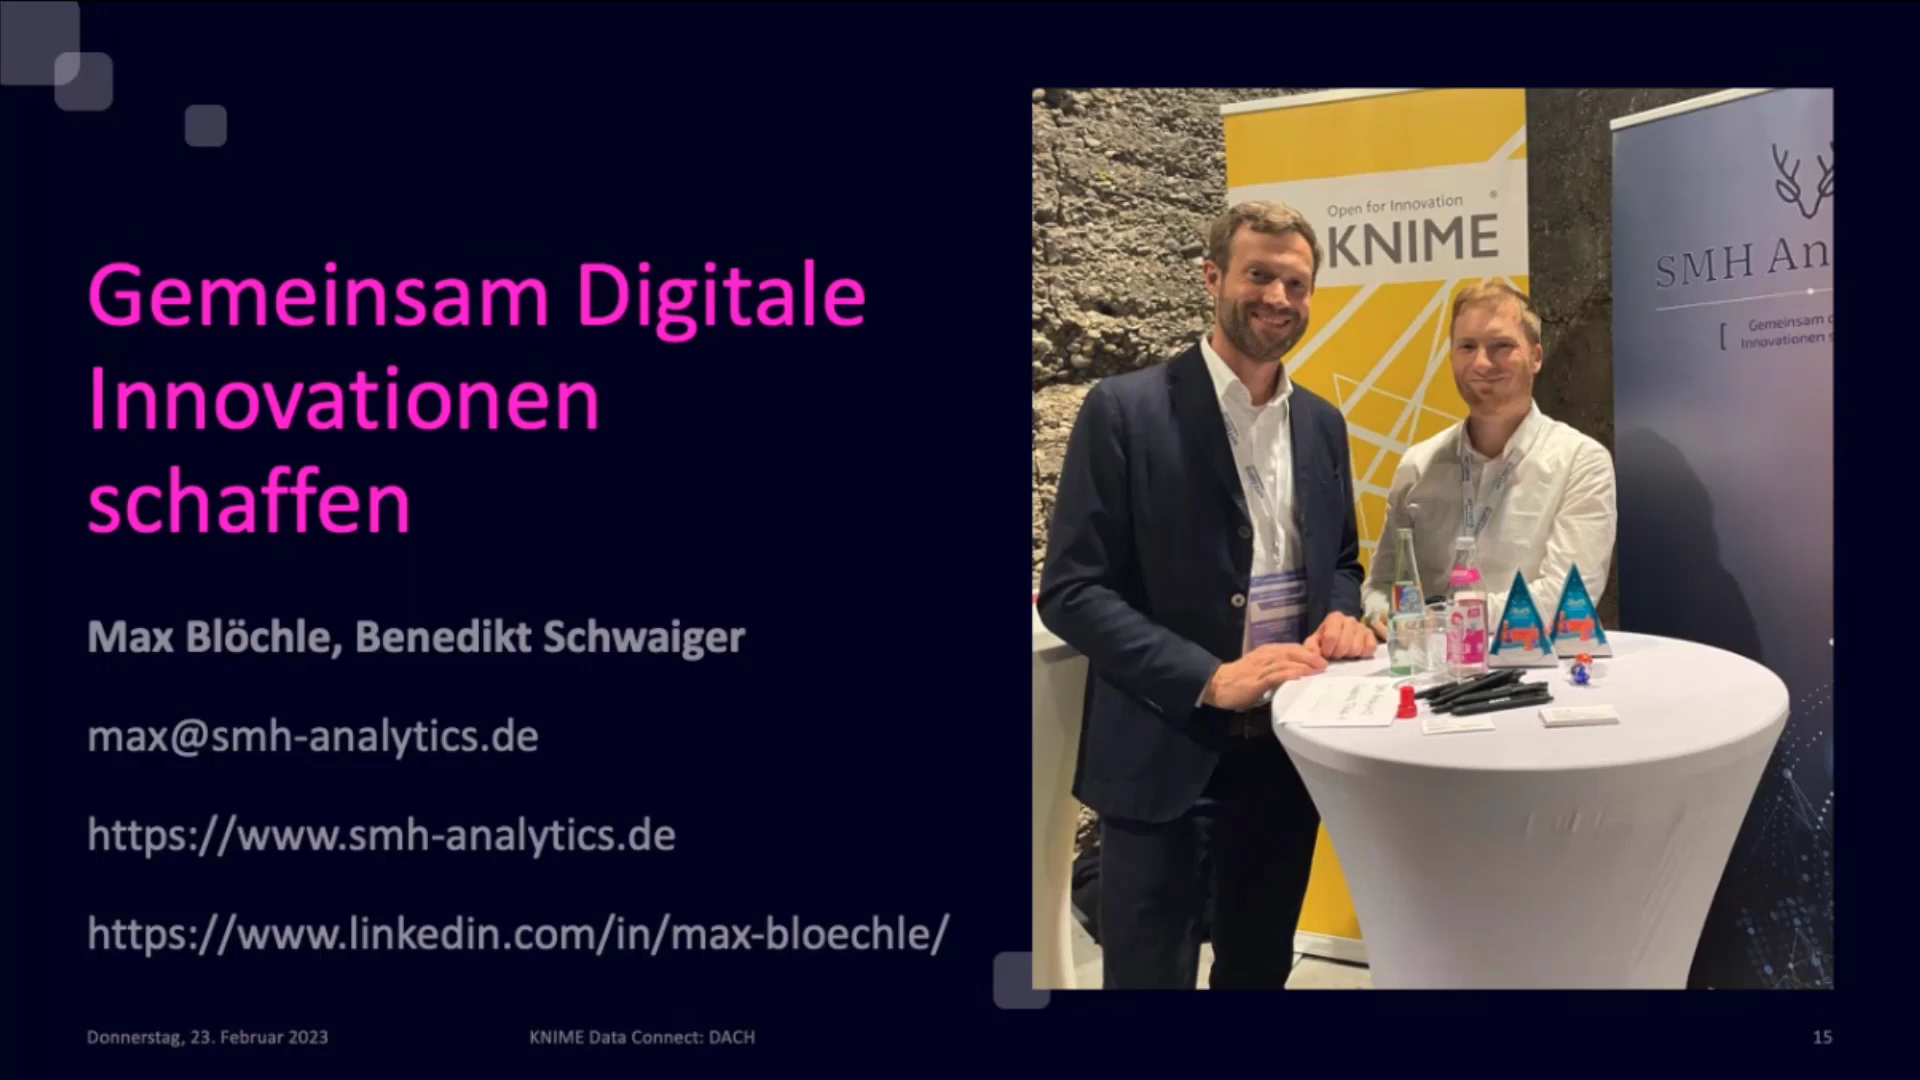 Gemeinsam Digitale
Innovationen
schaffen
Max Blöchle, Benedikt Schwaiger
max@smh-analytics.de
https://www.smh-analytics.de
https://www.linkedin.com/in/max-bloechle/
Donnerstag, 23. Februar 2023
KNIME Data Connect: DACH
15
Open for Innovation
KNIME
SMH An
[ Gemeinsam
Innovationen